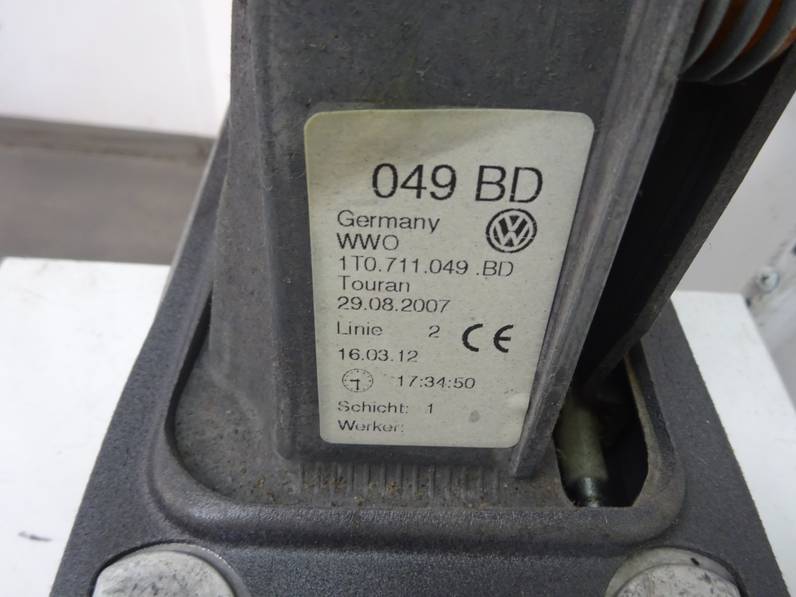 049 BD
Germany
WWO
1T0.711.049 .BD
Touran
29.08.2007
Linie 2 CE
16.03.12
17:34:50
Schicht: 1
Werker: